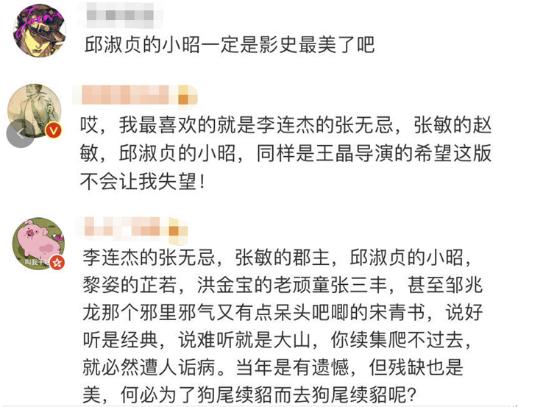 邱淑贞的小昭一定是影史最美了吧
哎，我最喜欢的就是李连杰的张无忌，张敏的赵
敏，邱淑贞的小昭，同样是王晶导演的希望这版
不会让我失望！
李连杰的张无忌，张敏的郡主，邱淑贞的小昭，
黎姿的芷若，洪金宝的老顽童张三丰，甚至邹兆
龙那个邪里邪气又有点呆头吧唧的宋青书，说好
听是经典，说难听就是大山，你续集爬不过去，
就必然遭人诟病。当年是有遗憾，但残缺也是
美，何必为了狗尾续貂而去狗尾续貂呢？